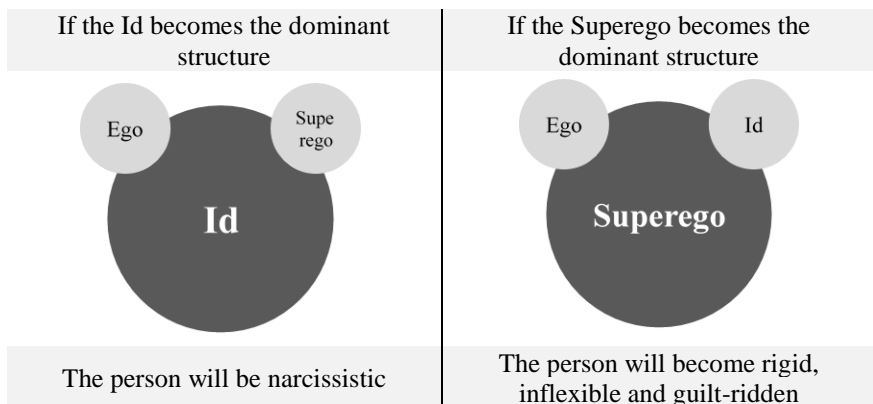 If the Id becomes the dominant
structure
Ego
Supe
rego
Id
The person will be narcissistic
If the Superego becomes the
dominant structure
Ego
Id
Superego
The person will become rigid,
inflexible and guilt-ridden